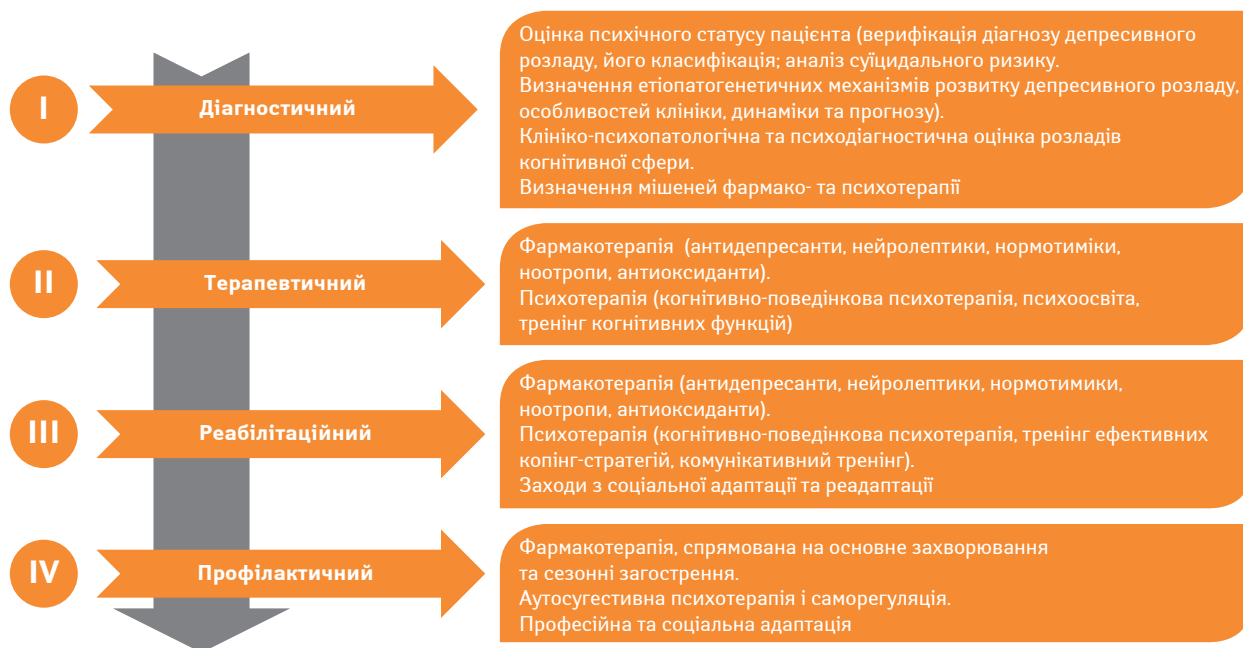 I
Діагностичний
Оцінка психічного статусу пацієнта (верифікація діагнозу депресивного
розладу, його класифікація; аналіз суїцидального ризику.
Визначення етіопатогенетичних механізмів розвитку депресивного розладу,
особливостей клініки, динаміки та прогнозу).
Клініко-психопатологічна та психодіагностична оцінка розладів
когнітивної сфери.
Визначення мішеней фармако- та психотерапії
II
Терапевтичний
Фармакотерапія (антидепресанти, нейролептики, нормотиміки,
ноотропи, антиоксиданти).
Психотерапія (когнітивно-поведінкова психотерапія, психоосвіта,
тренінг когнітивних функцій)
III
Реабілітаційний
Фармакотерапія (антидепресанти, нейролептики, нормотимики,
ноотропи, антиоксиданти).
Психотерапія (когнітивно-поведінкова психотерапія, тренінг ефективних
копінг-стратегій, комунікативний тренінг).
Заходи з соціальної адаптації та реадаптації
IV
Профілактичний
Фармакотерапія, спрямована на основне захворювання
та сезонні загострення.
Аутосугестивна психотерапія і саморегуляція.
Професійна та соціальна адаптація